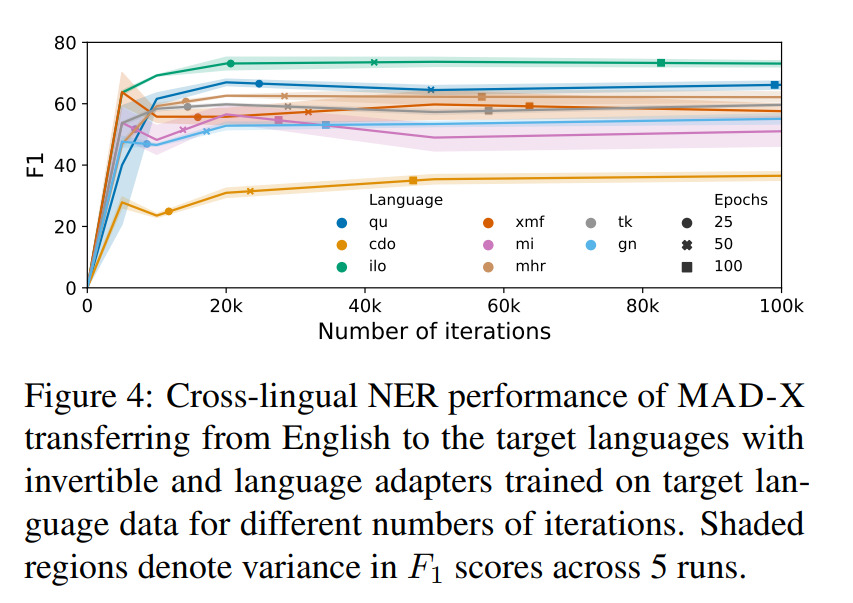 80
60
40
20
0
F1
0
20k
40k
60k
80k
100k
Number of iterations
Language
qu
cdo
ilo
xmf
mi
mhr
tk
gn
Epochs
25
50
100
Figure 4: Cross-lingual NER performance of MAD-X
transferring from English to the target languages with
invertible and language adapters trained on target lan-
guage data for different numbers of iterations. Shaded
regions denote variance in F1 scores across 5 runs.